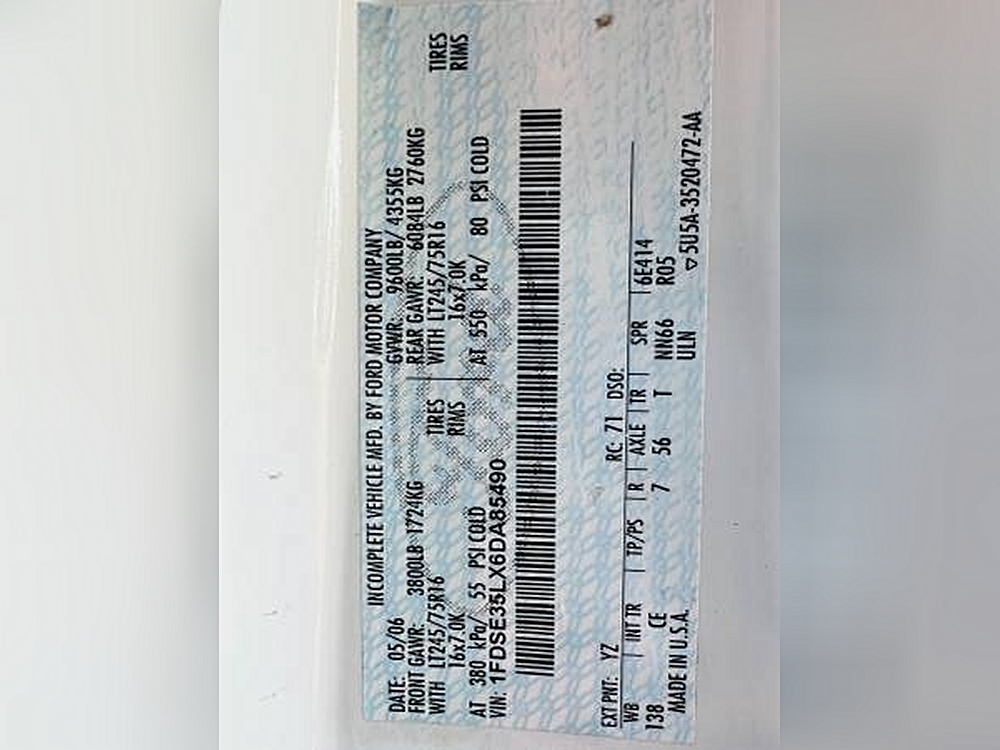 INCOMPLETE VEHICLE MFD. BY FORD MOTOR COMPANY
DATE: 05/06 GVWR: 9600LB/ 4355KG
FRONT GAWR: 3800LB 1724KG REAR GAWR: 6084LB 2760KG
WITH LT245/75R16 TIRES WITH LT245/75R16 TIRES
16x7.0K RIMS 16x7.0K RIMS
AT 380 kPa/ 55 PSI COLD AT 550 kPa/ 80 PSI COLD
VIN: 1FDSE35LX6DA85490
EXT PNT: YZ RC: 71 DSO:
WB INT TR TP/PS R AXLE TR SPR 6E414
138 CE 7 56 T NN66 R05
MADE IN U.S.A. ULN ▽5U5A-3520472-AA